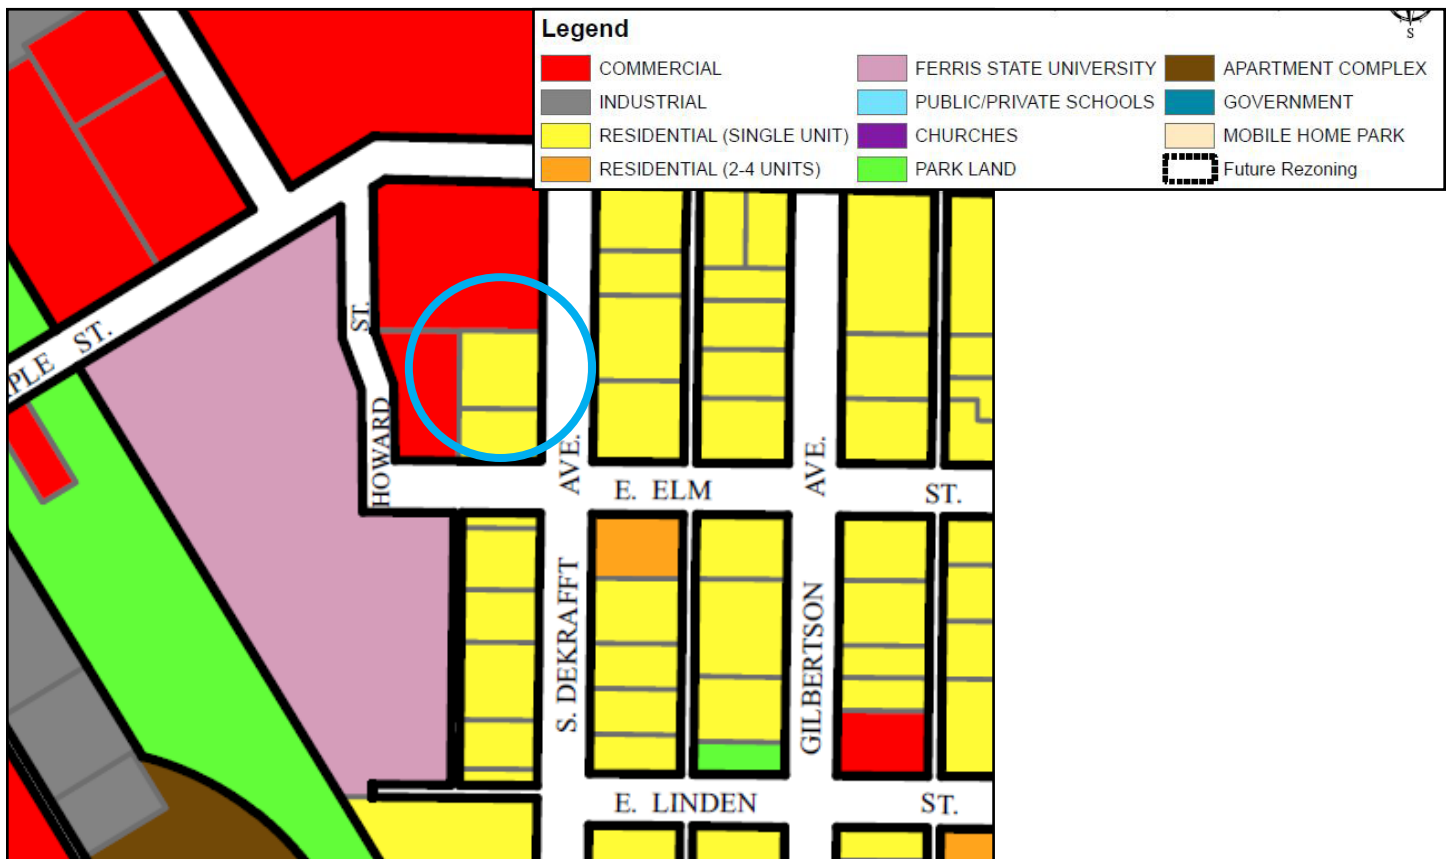 Legend
S
COMMERCIAL
FERRIS STATE UNIVERSITY
APARTMENT COMPLEX
INDUSTRIAL
PUBLIC/PRIVATE SCHOOLS
GOVERNMENT
RESIDENTIAL (SINGLE UNIT)
CHURCHES
MOBILE HOME PARK
RESIDENTIAL (2-4 UNITS)
PARK LAND
Future Rezoning
PLE ST.
HOWARD ST.
S. DEKRAFFT AVE.
GILBERTSON AVE.
E. ELM ST.
E. LINDEN ST.